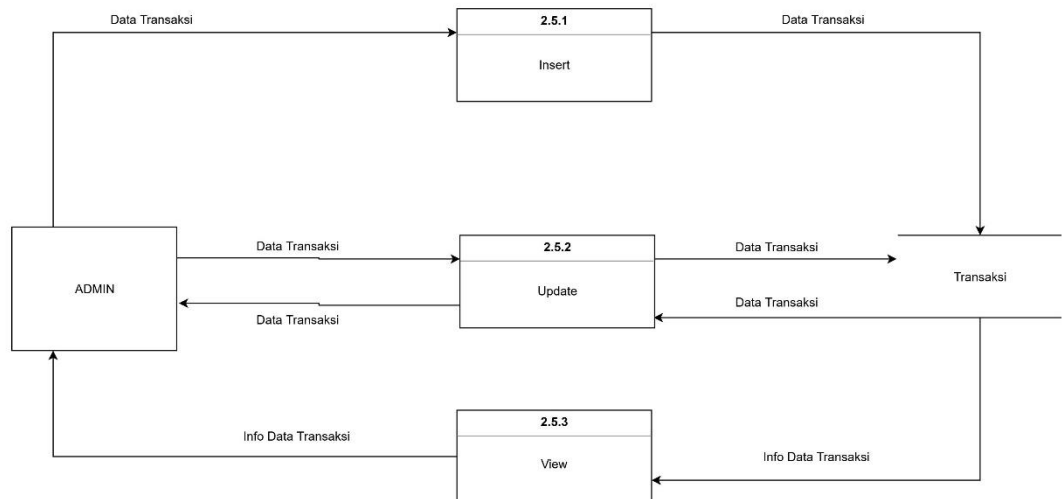 Data Transaksi
2.5.1
Data Transaksi
Insert
Data Transaksi
2.5.2
Data Transaksi
ADMIN
Update
Transaksi
Data Transaksi
Data Transaksi
2.5.3
Info Data Transaksi
View
Info Data Transaksi